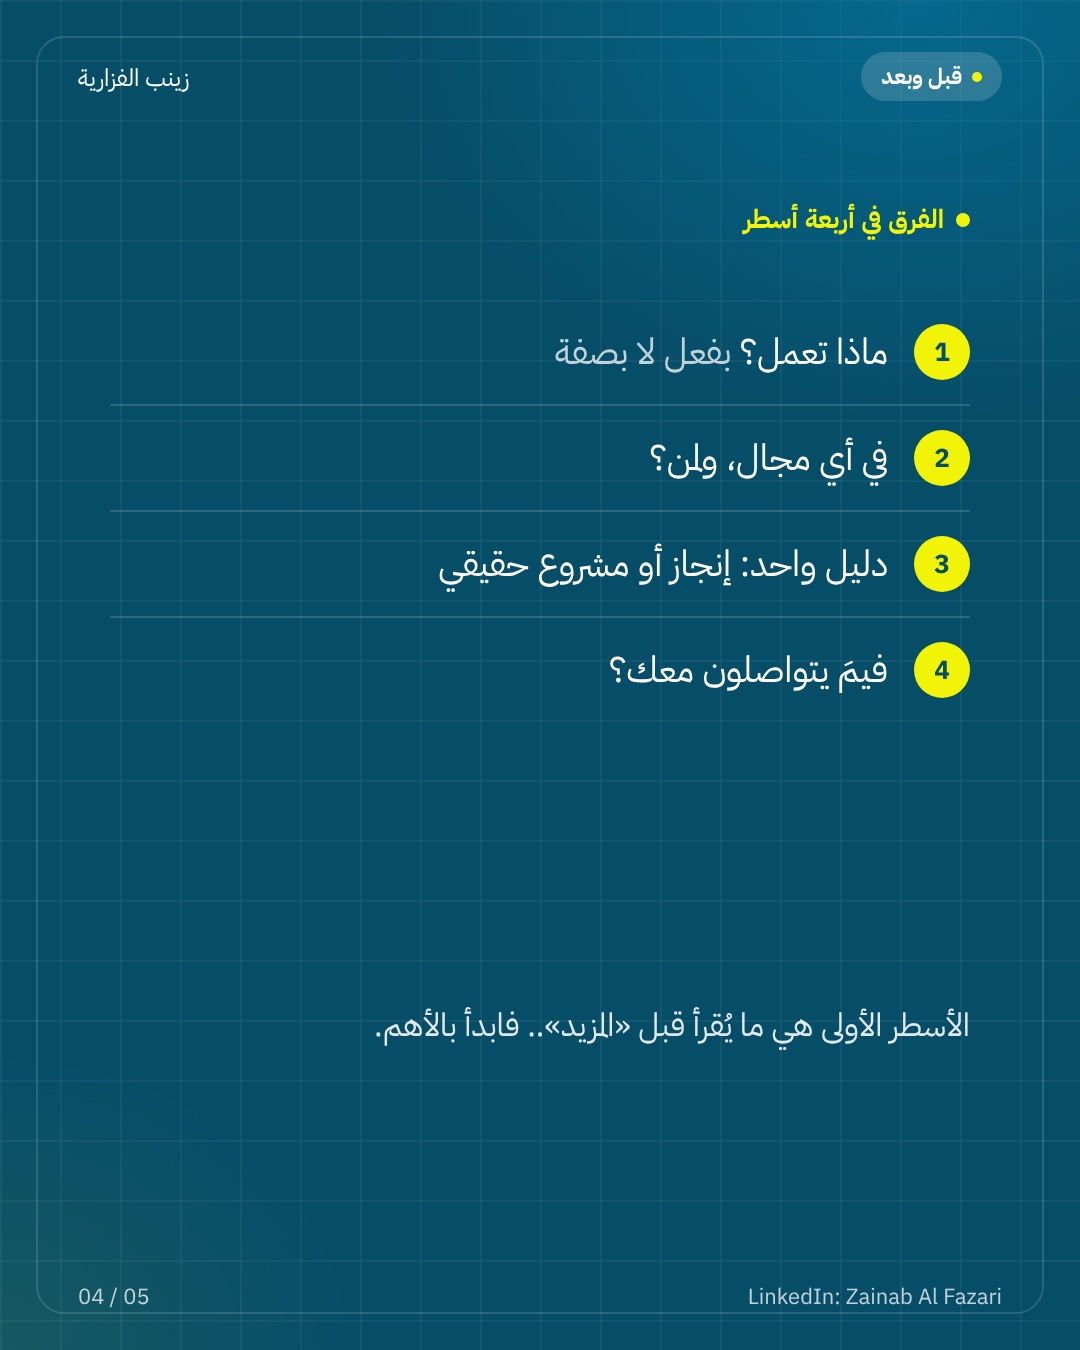 قبل وبعد
زينب الفزارية
الفرق في أربعة أسطر
1 ماذا تعمل؟ بفعل لا بصفة
2 في أي مجال، ولمن؟
3 دليل واحد: إنجاز أو مشروع حقيقي
4 فيمَ يتواصلون معك؟
الأسطر الأولى هي ما يُقرأ قبل «المزيد».. فابدأ بالأهم.
LinkedIn: Zainab Al Fazari
04 / 05